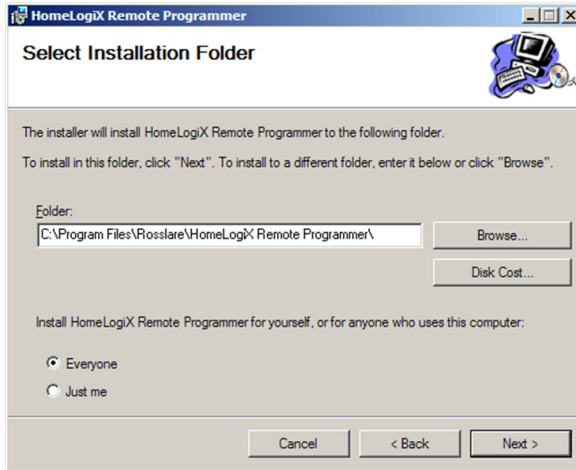 HomeLogiX Remote Programmer
Select Installation Folder
The installer will install HomeLogiX Remote Programmer to the following folder.
To install in this folder, click "Next". To install to a different folder, enter it below or click "Browse".
Folder:
C:\Program Files\Rosslare\HomeLogiX Remote Programmer\
Browse...
Disk Cost...
Install HomeLogiX Remote Programmer for yourself, or for anyone who uses this computer:
Everyone
Just me
Cancel
< Back
Next >